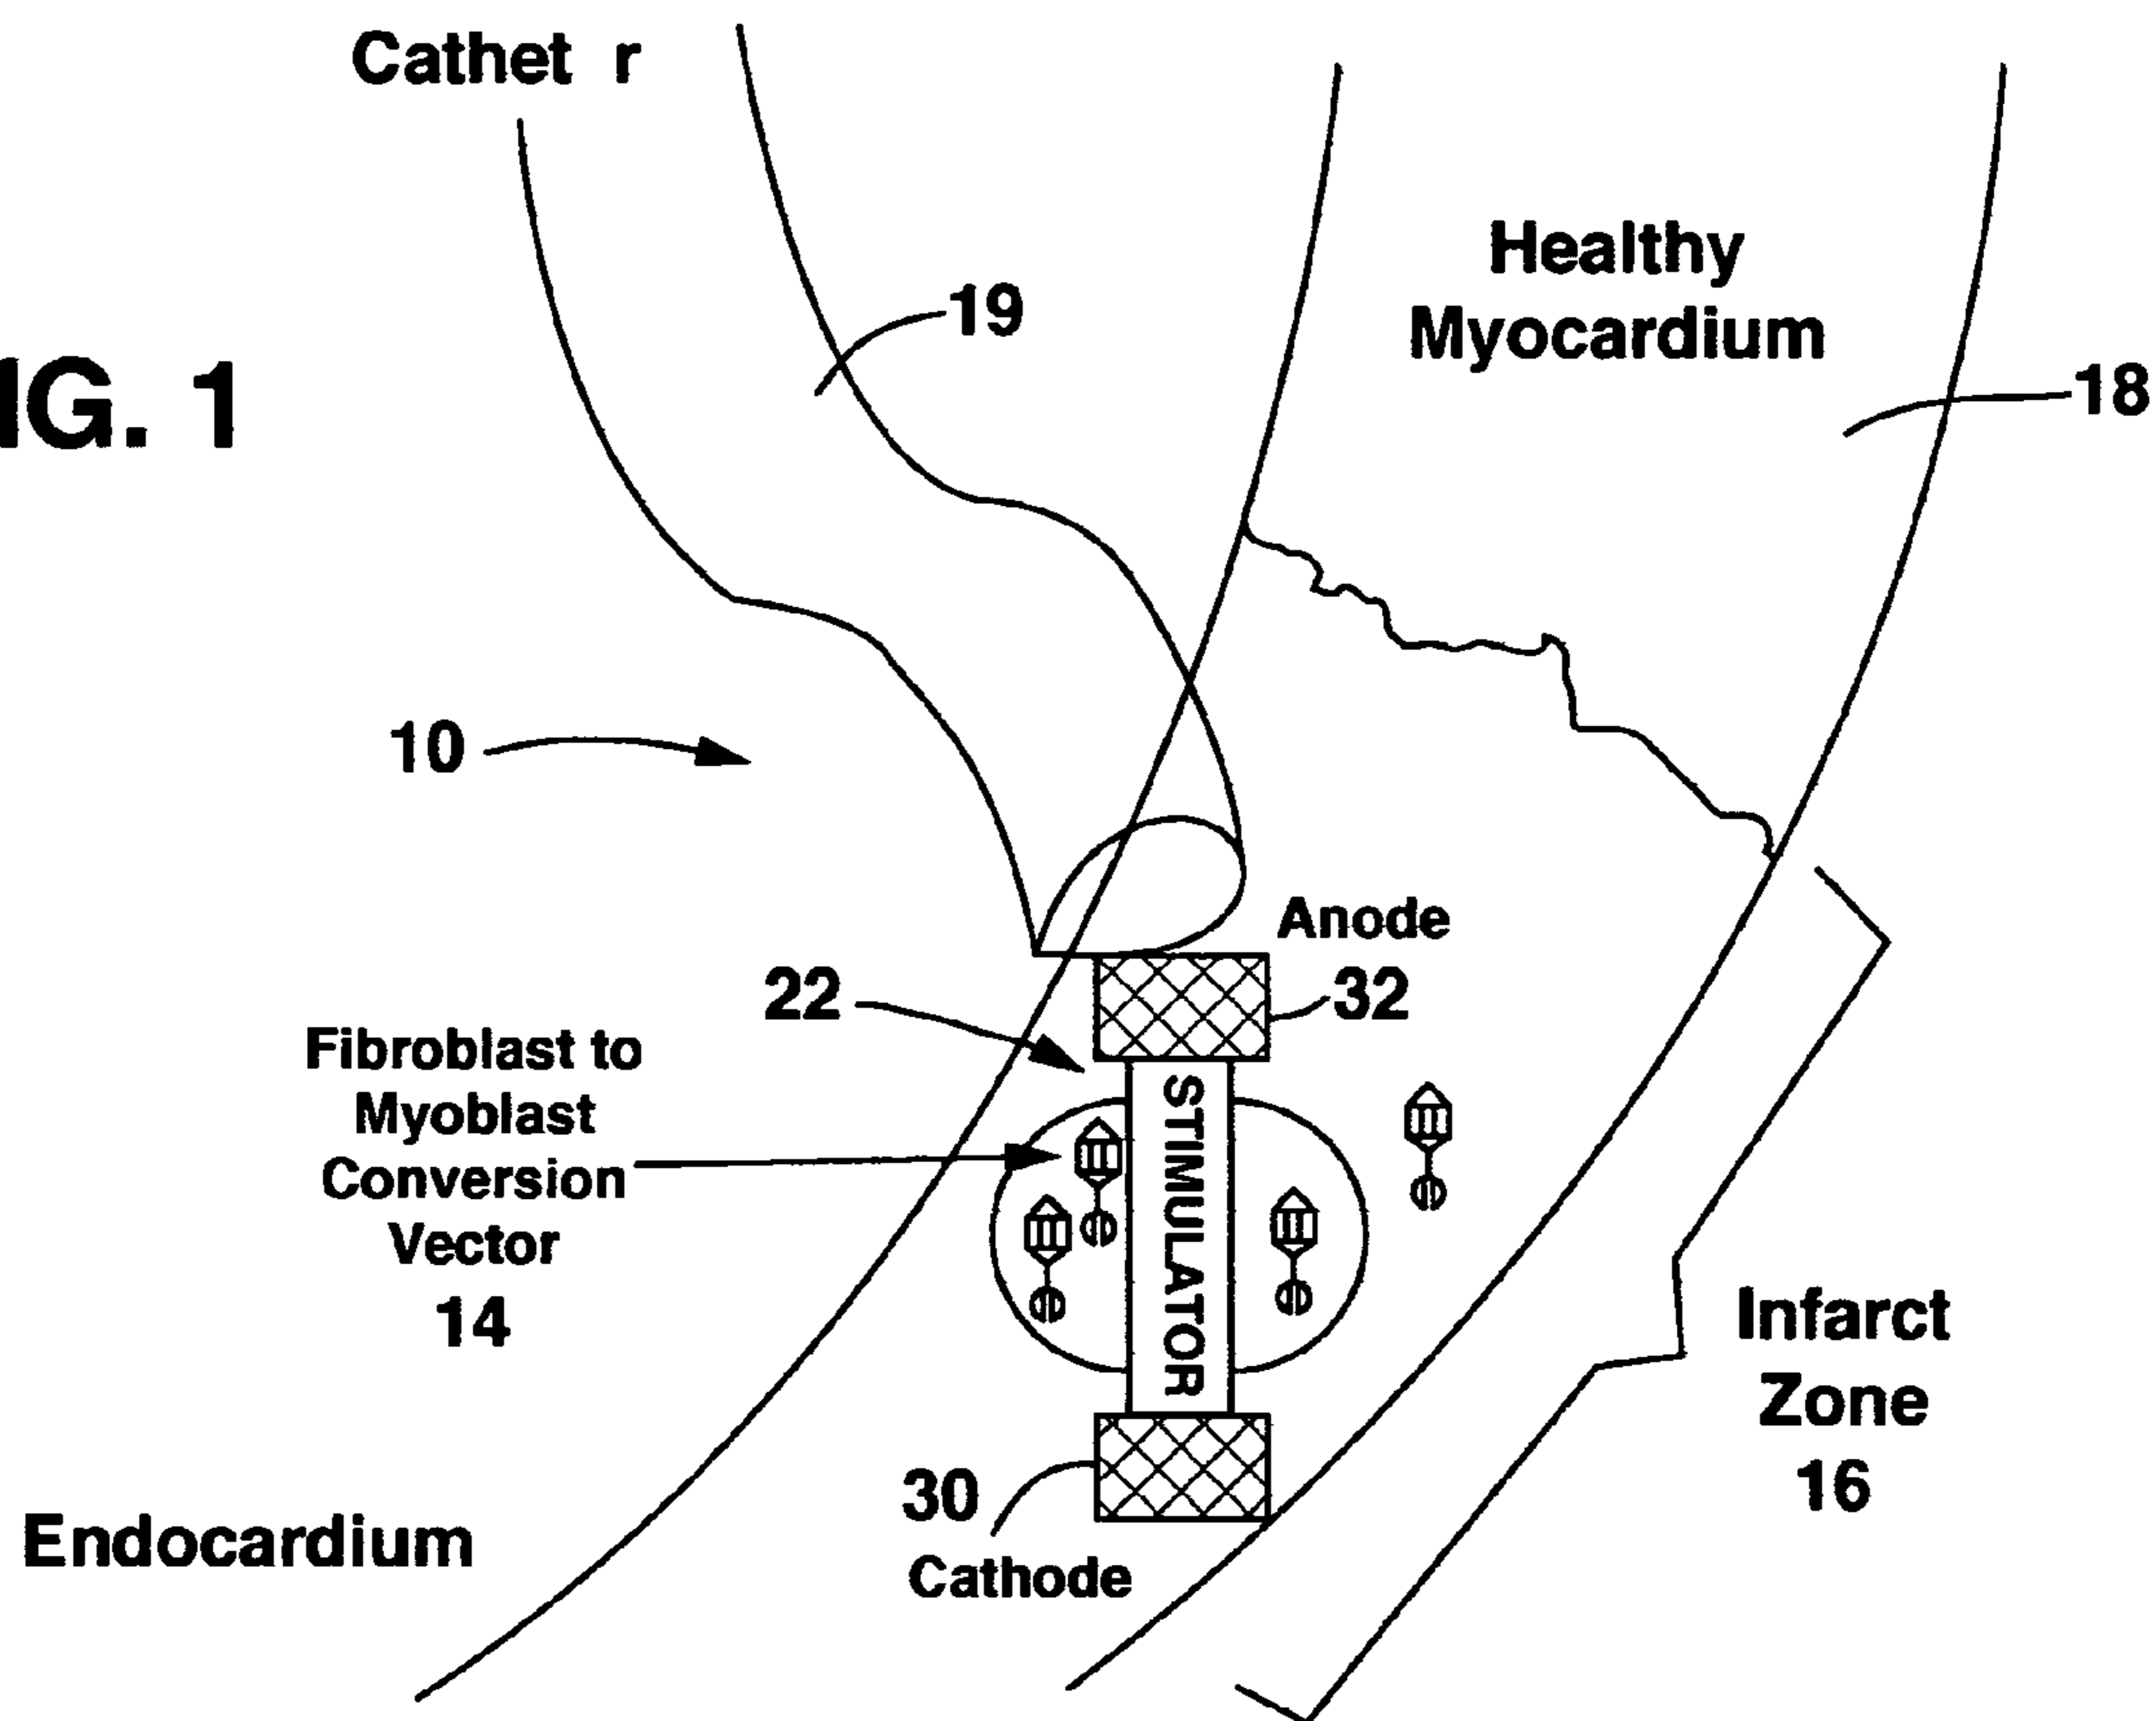 Cathet r
19
Healthy
Myocardium
18
IG. 1
10
Anode
22
32
Fibroblast to
Myoblast
Conversion
Vector
14
STIMULATOR
Infarct
Zone
16
30
Cathode
Endocardium